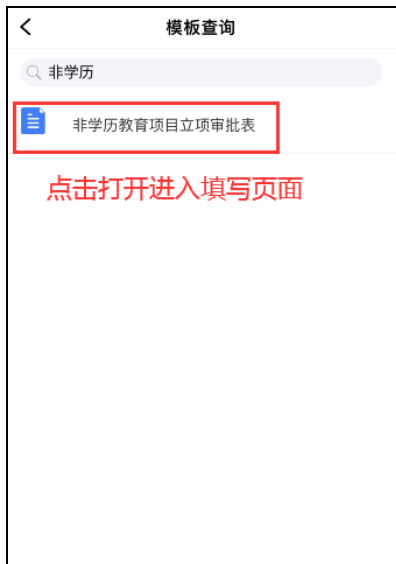 模板查询
非学历
非学历教育项目立项审批表
点击打开进入填写页面